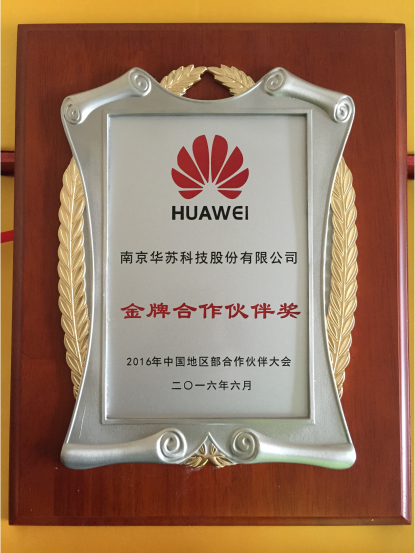 HUAWEI
南京华苏科技股份有限公司
金牌合作伙伴奖
2016年中国地区部合作伙伴大会
二〇一六年六月